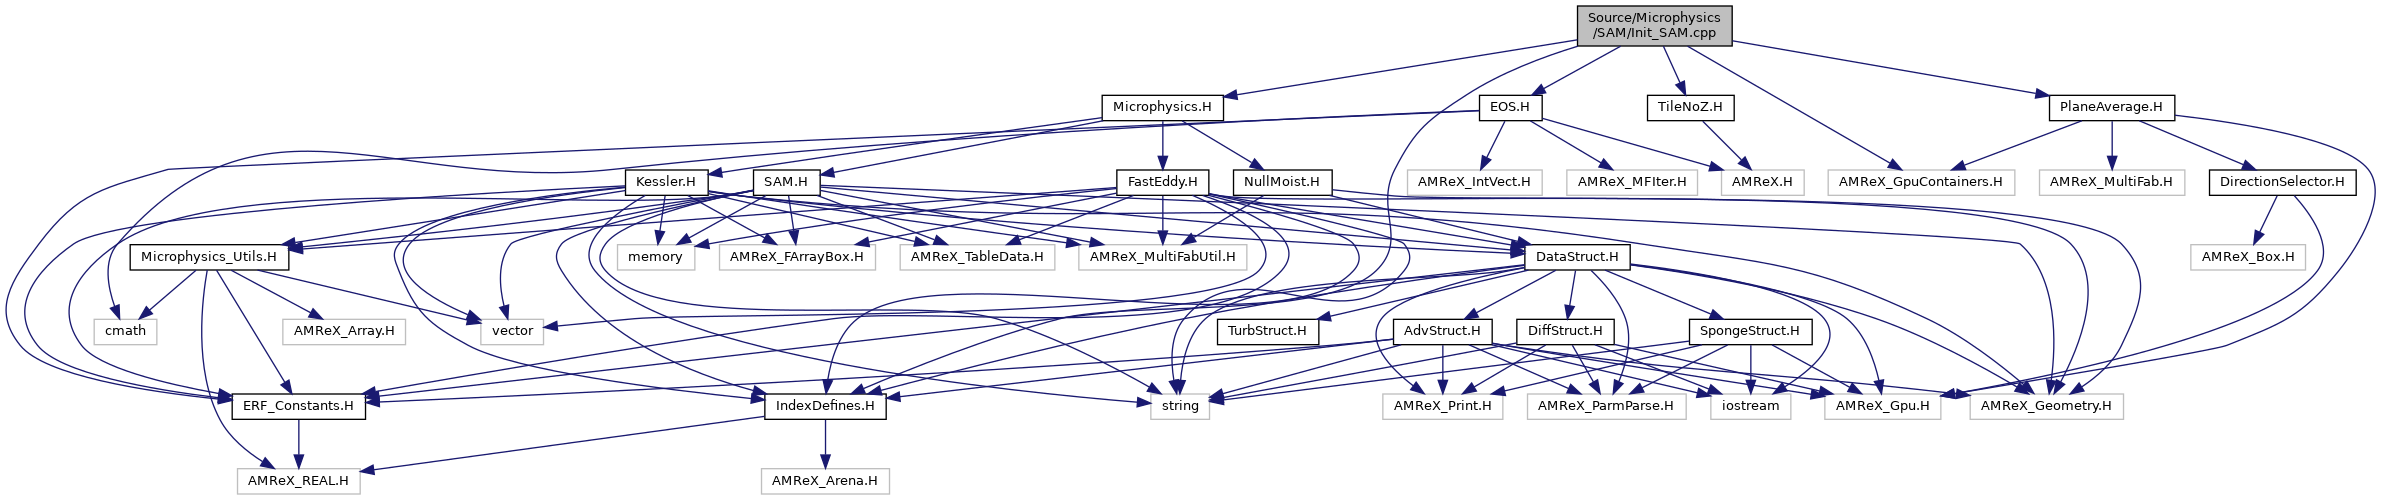 Source/Microphysics
/SAM/Init_SAM.cpp
Microphysics.H
EOS.H
TileNoZ.H
PlaneAverage.H
Kessler.H
SAM.H
FastEddy.H
NullMoist.H
AMReX_IntVect.H
AMReX_MFIter.H
AMReX.H
AMReX_GpuContainers.H
AMReX_MultiFab.H
DirectionSelector.H
Microphysics_Utils.H
memory
AMReX_FArrayBox.H
AMReX_TableData.H
AMReX_MultiFabUtil.H
DataStruct.H
AMReX_Box.H
cmath
AMReX_Array.H
vector
TurbStruct.H
AdvStruct.H
DiffStruct.H
SpongeStruct.H
ERF_Constants.H
IndexDefines.H
string
AMReX_Print.H
AMReX_ParmParse.H
iostream
AMReX_Gpu.H
AMReX_Geometry.H
AMReX_REAL.H
AMReX_Arena.H